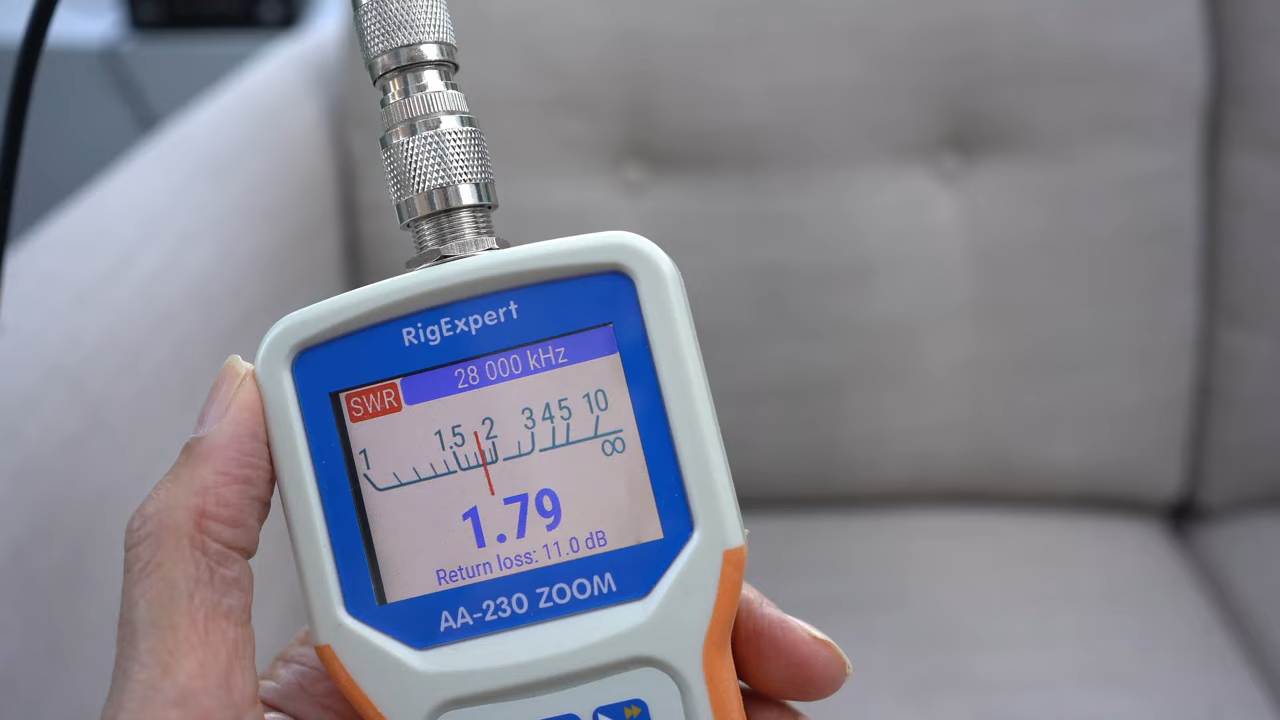 RigExpert
28 000 kHz
SWR
1 1.5 2 3 4 5 10
∞
1.79
Return loss: 11.0 dB
AA-230 ZOOM